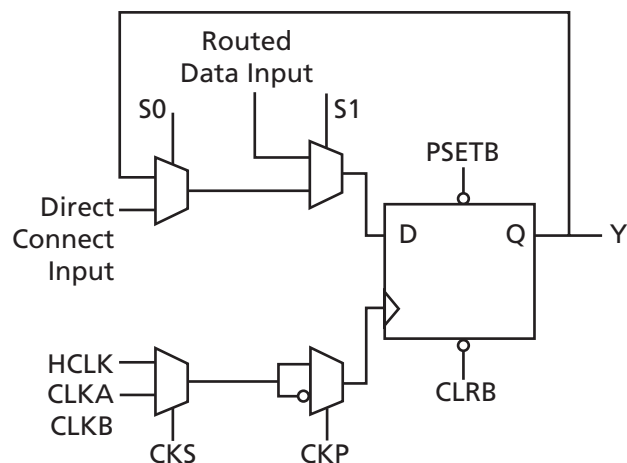 Routed
Data Input
S0
S1
PSETB
Direct
Connect
Input
D
Q
Y
HCLK
CLKA
CLKB
CLRB
CKS
CKP